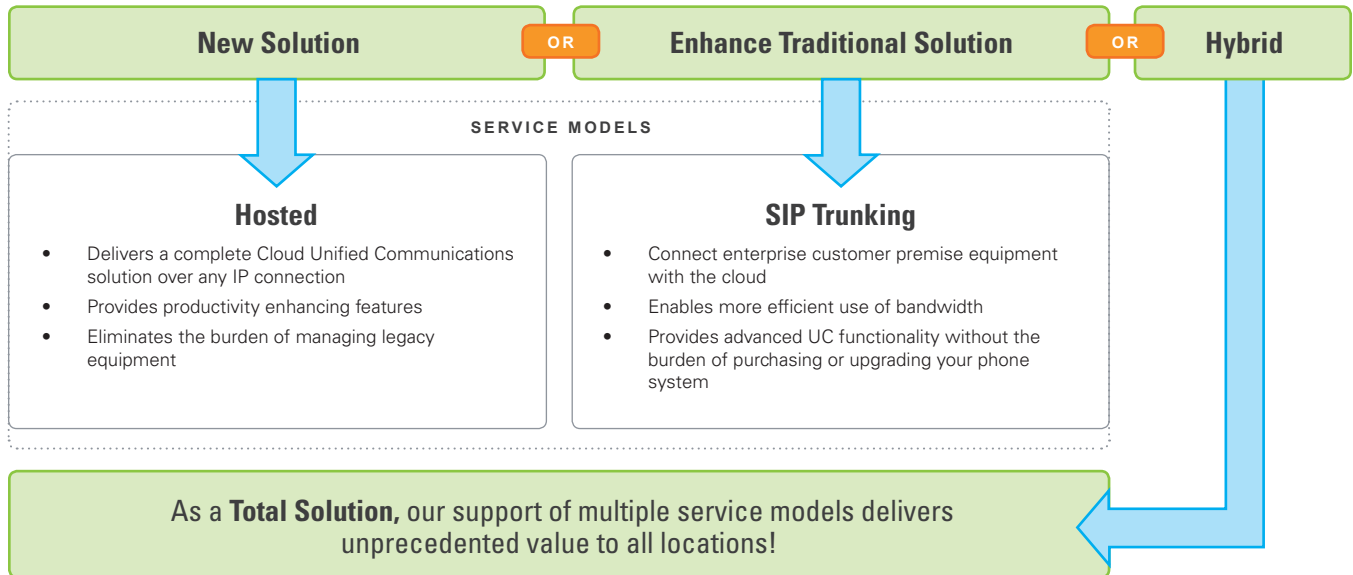 New Solution
OR
Enhance Traditional Solution
OR
Hybrid
SERVICE MODELS
Hosted
• Delivers a complete Cloud Unified Communications
solution over any IP connection
• Provides productivity enhancing features
• Eliminates the burden of managing legacy
equipment
SIP Trunking
• Connect enterprise customer premise equipment
with the cloud
• Enables more efficient use of bandwidth
• Provides advanced UC functionality without the
burden of purchasing or upgrading your phone
system
As a Total Solution, our support of multiple service models delivers
unprecedented value to all locations!